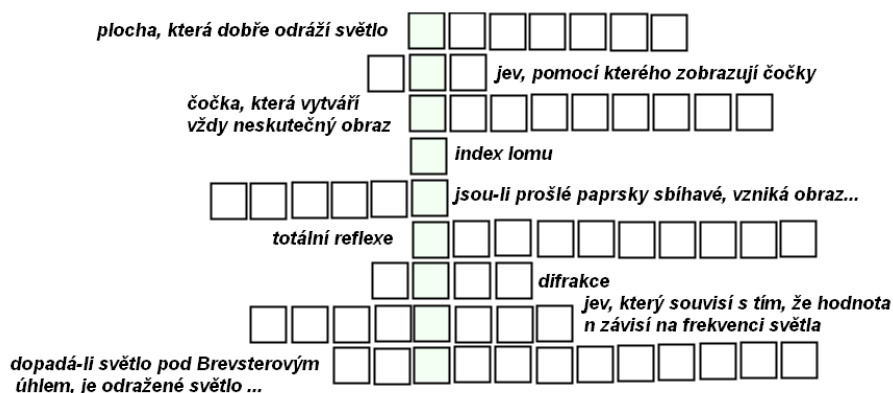 plocha, která dobře odráží světlo
jev, pomocí kterého zobrazují čočky
čočka, která vytváří
vždy neskutečný obraz
index lomu
jsou-li prošlé paprsky sbíhavé, vzniká obraz...
totální reflexe
difrakce
jev, který souvisí s tím, že hodnota
n závisí na frekvenci světla
dopadá-li světlo pod Brevsterovým
úhlem, je odražené světlo ...